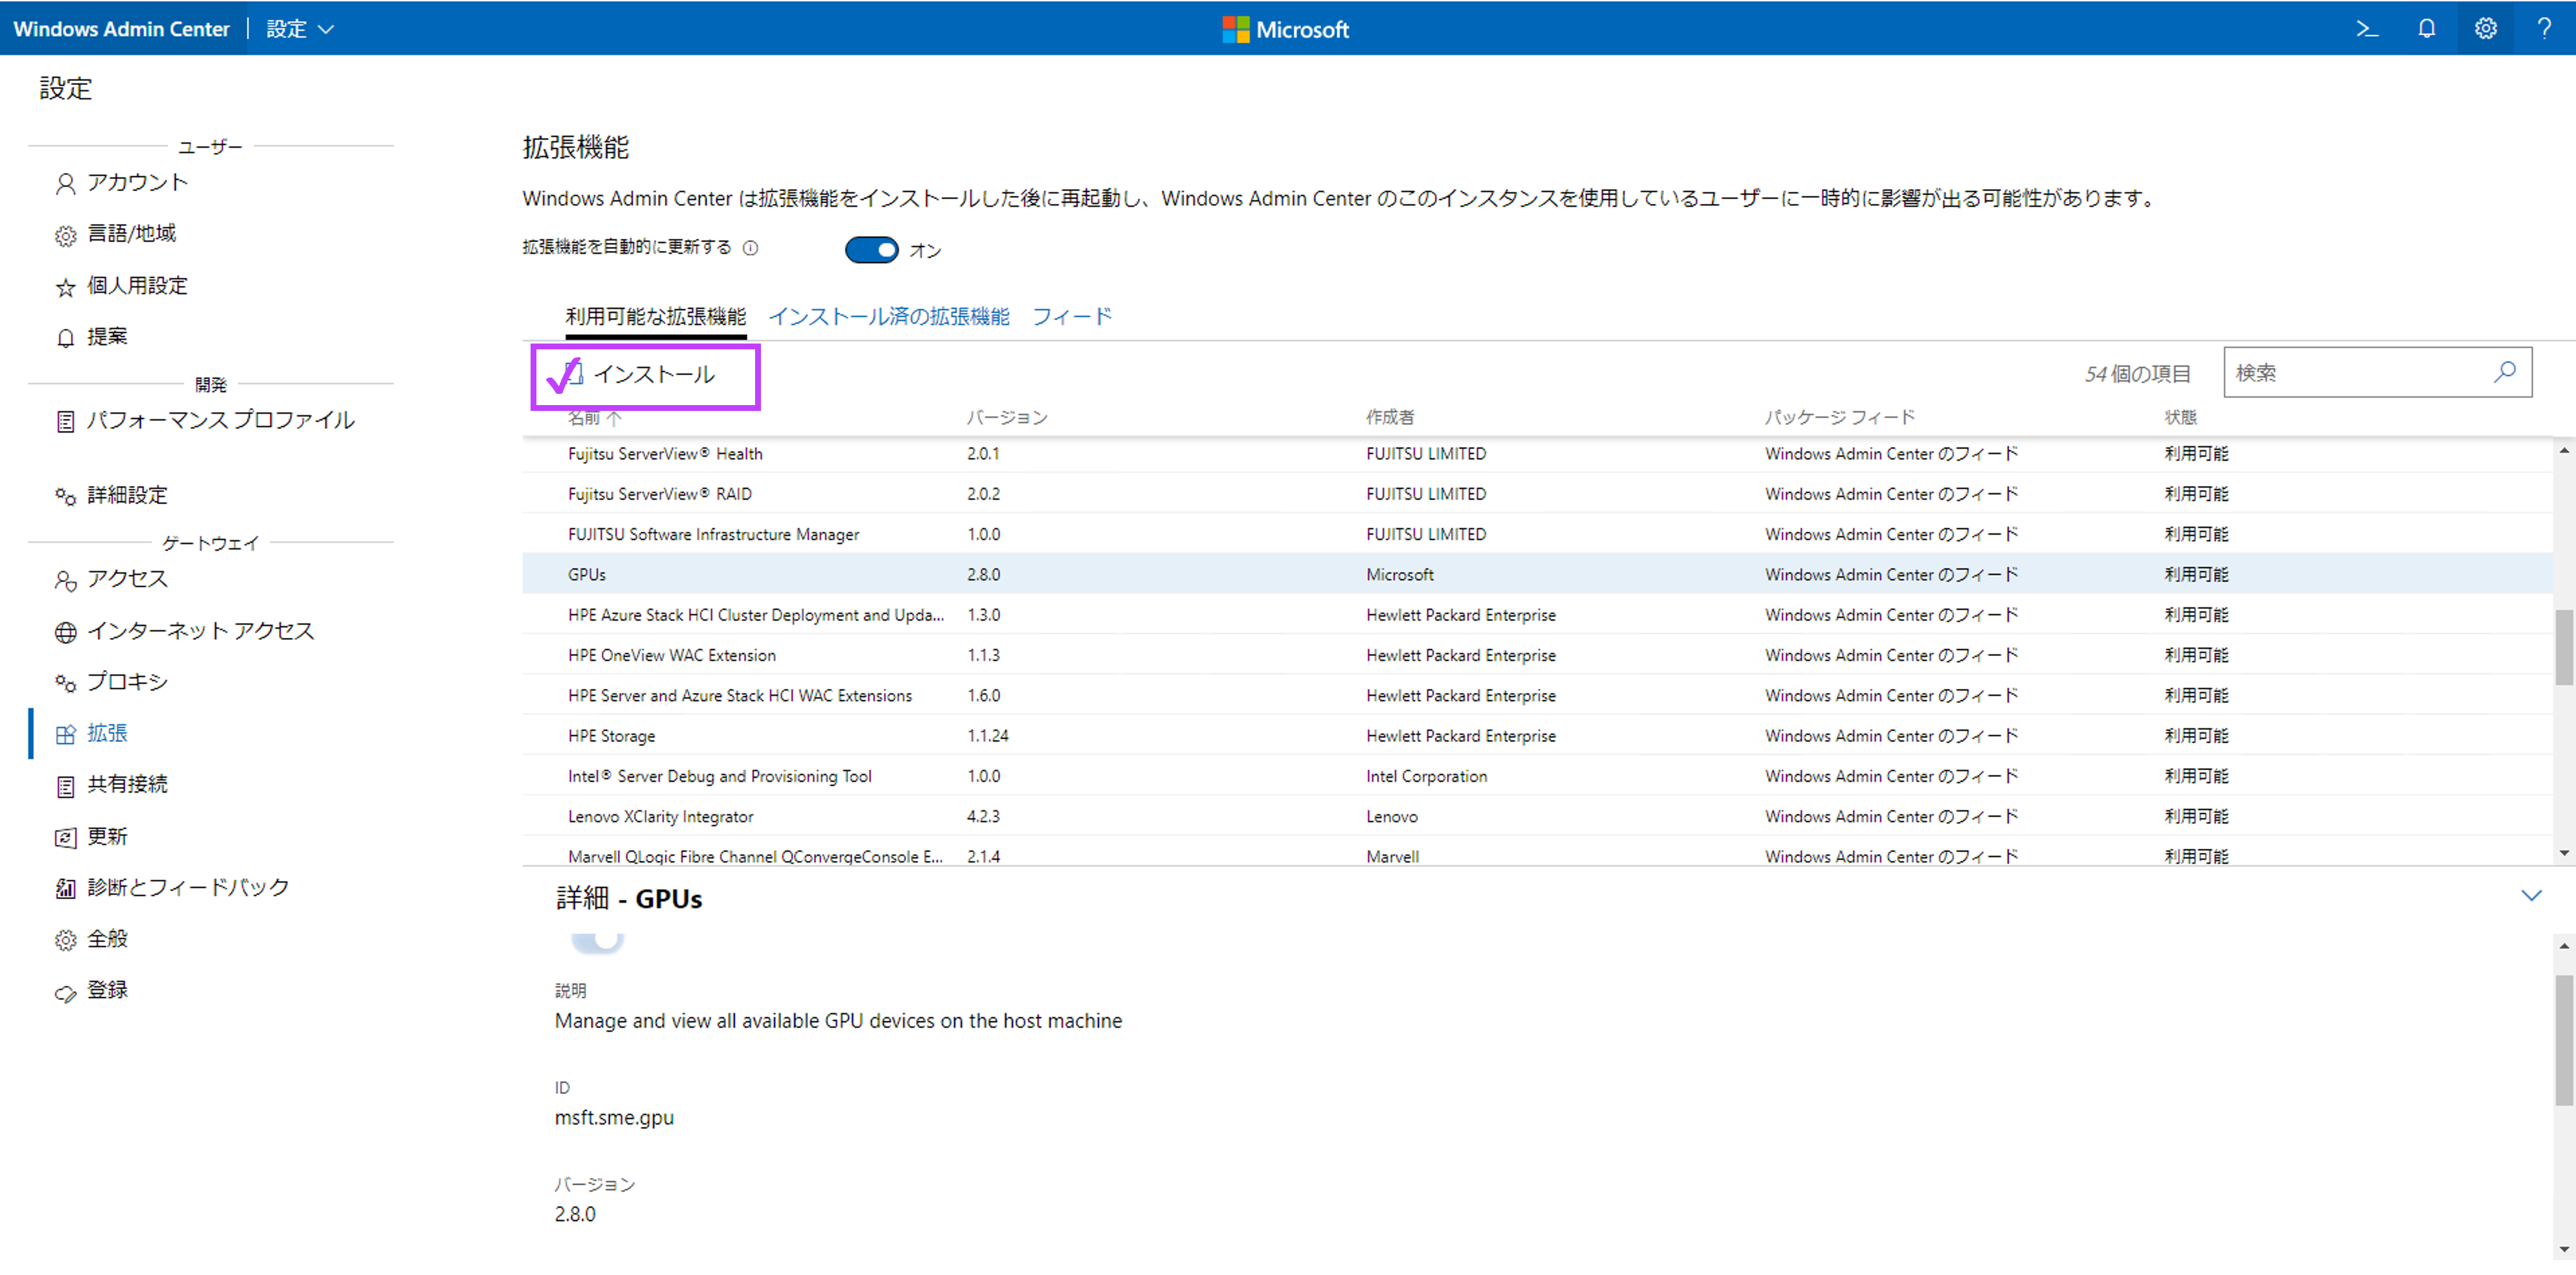 Windows Admin Center | 設定
Microsoft
設定
ユーザー
アカウント
言語/地域
個人用設定
提案
開発
パフォーマンス プロファイル
詳細設定
ゲートウェイ
アクセス
インターネット アクセス
プロキシ
拡張
共有接続
更新
診断とフィードバック
全般
登録
拡張機能
Windows Admin Center は拡張機能をインストールした後に再起動し、Windows Admin Center のこのインスタンスを使用しているユーザーに一時的に影響が出る可能性があります。
拡張機能を自動的に更新する オン
利用可能な拡張機能 インストール済の拡張機能 フィード
インストール 54 個の項目 検索
名前 ↑ バージョン 作成者 パッケージ フィード 状態
Fujitsu ServerView® Health 2.0.1 FUJITSU LIMITED Windows Admin Center のフィード 利用可能
Fujitsu ServerView® RAID 2.0.2 FUJITSU LIMITED Windows Admin Center のフィード 利用可能
FUJITSU Software Infrastructure Manager 1.0.0 FUJITSU LIMITED Windows Admin Center のフィード 利用可能
GPUs 2.8.0 Microsoft Windows Admin Center のフィード 利用可能
HPE Azure Stack HCI Cluster Deployment and Upda... 1.3.0 Hewlett Packard Enterprise Windows Admin Center のフィード 利用可能
HPE OneView WAC Extension 1.1.3 Hewlett Packard Enterprise Windows Admin Center のフィード 利用可能
HPE Server and Azure Stack HCI WAC Extensions 1.6.0 Hewlett Packard Enterprise Windows Admin Center のフィード 利用可能
HPE Storage 1.1.24 Hewlett Packard Enterprise Windows Admin Center のフィード 利用可能
Intel® Server Debug and Provisioning Tool 1.0.0 Intel Corporation Windows Admin Center のフィード 利用可能
Lenovo XClarity Integrator 4.2.3 Lenovo Windows Admin Center のフィード 利用可能
Marvell QLogic Fibre Channel QConvergeConsole E... 2.1.4 Marvell Windows Admin Center のフィード 利用可能
詳細 - GPUs
説明
Manage and view all available GPU devices on the host machine
ID
msft.sme.gpu
バージョン
2.8.0